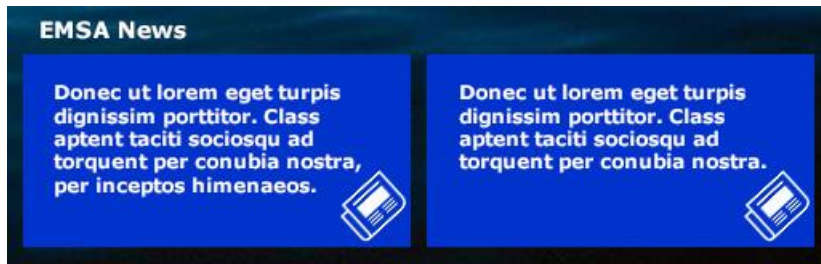 EMSA News
Donec ut lorem eget turpis
dignissim porttitor. Class
aptent taciti sociosqu ad
torquent per conubia nostra,
per inceptos himenaeos.
Donec ut lorem eget turpis
dignissim porttitor. Class
aptent taciti sociosqu ad
torquent per conubia nostra.